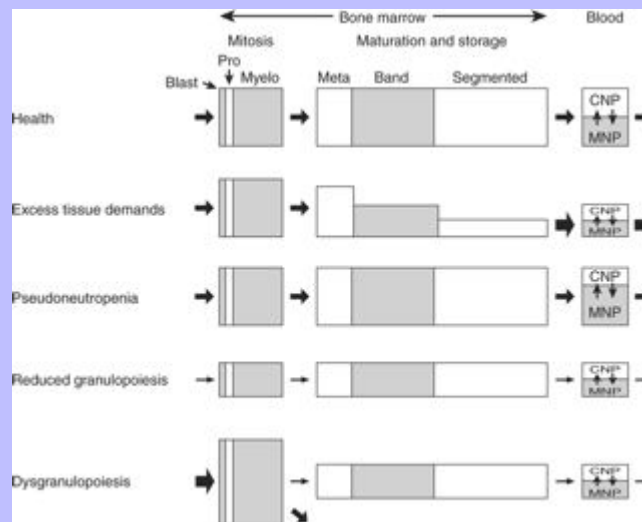 Bone marrow Blood
Mitosis Maturation and storage
Pro
Blast Myelo Meta Band Segmented
Health CNP
MNP
Excess tissue demands CNP
MNP
Pseudoneutropenia CNP
MNP
Reduced granulopoiesis CNP
MNP
Dysgranulopoiesis CNP
MNP